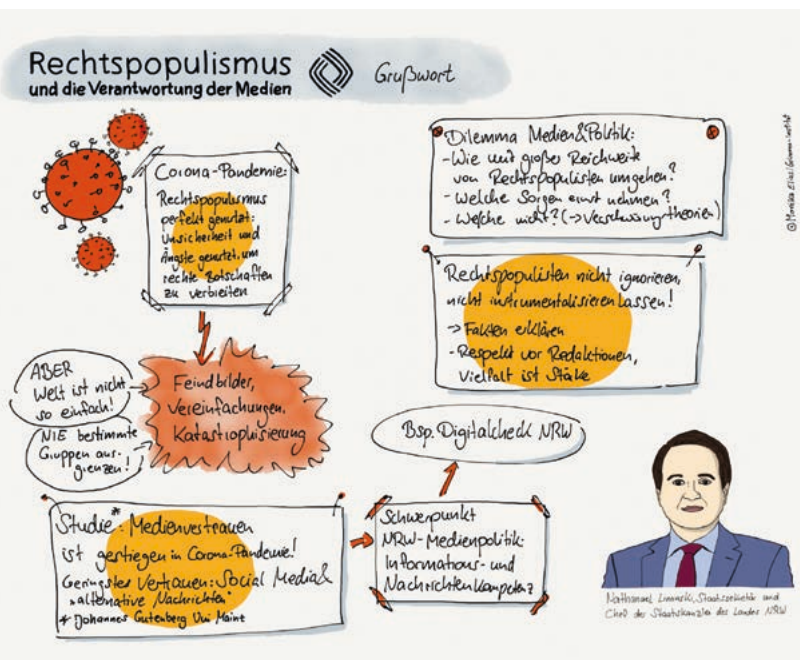 Rechtspopulismus
und die Verantwortung der Medien
Grußwort
Corona-Pandemie:
Rechtspopulismus
perfekt genutzt:
Unsicherheit und
Ängste genutzt, um
rechte Botschaften
zu verbreiten
ABER
Welt ist nicht
so einfach!
NIE bestimmte
Gruppen aus-
grenzen!
Feindbilder,
Vereinfachungen,
Katastrophisierung
Studie*: Medienvertrauen
ist gestiegen in Corona-Pandemie!
Geringstes Vertrauen: Social Media &
"alternative Nachrichten"
* Johannes Gutenberg Uni Mainz
Schwerpunkt
NRW-Medienpolitik:
Informations- und
Nachrichtenkompetenz
Bsp. Digitalcheck NRW
Dilemma Medien & Politik:
- Wie mit großer Reichweite
von Rechtspopulisten umgehen?
- Welche Sorgen ernst nehmen?
- Welche nicht? (→ Verschwörungstheorien)
Rechtspopulisten nicht ignorieren,
nicht instrumentalisieren lassen!
→ Fakten erklären
- Respekt vor Redaktionen,
Vielfalt ist Stärke
Nathanael Liminski, Staatssekretär und
Chef der Staatskanzlei des Landes NRW